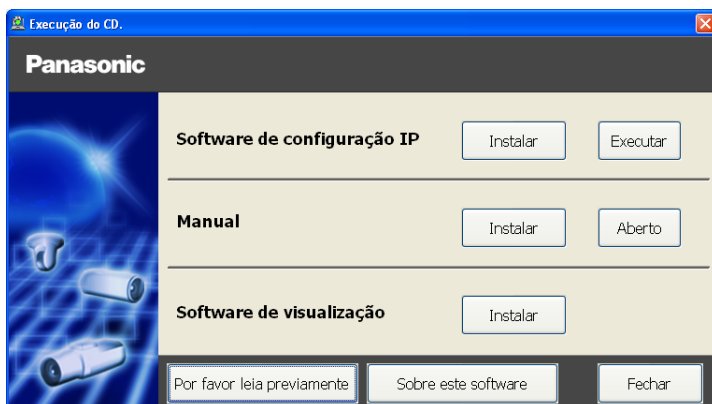 Execução do CD.
Panasonic
Software de configuração IP Instalar Executar
Manual Instalar Aberto
Software de visualização Instalar
Por favor leia previamente Sobre este software Fechar